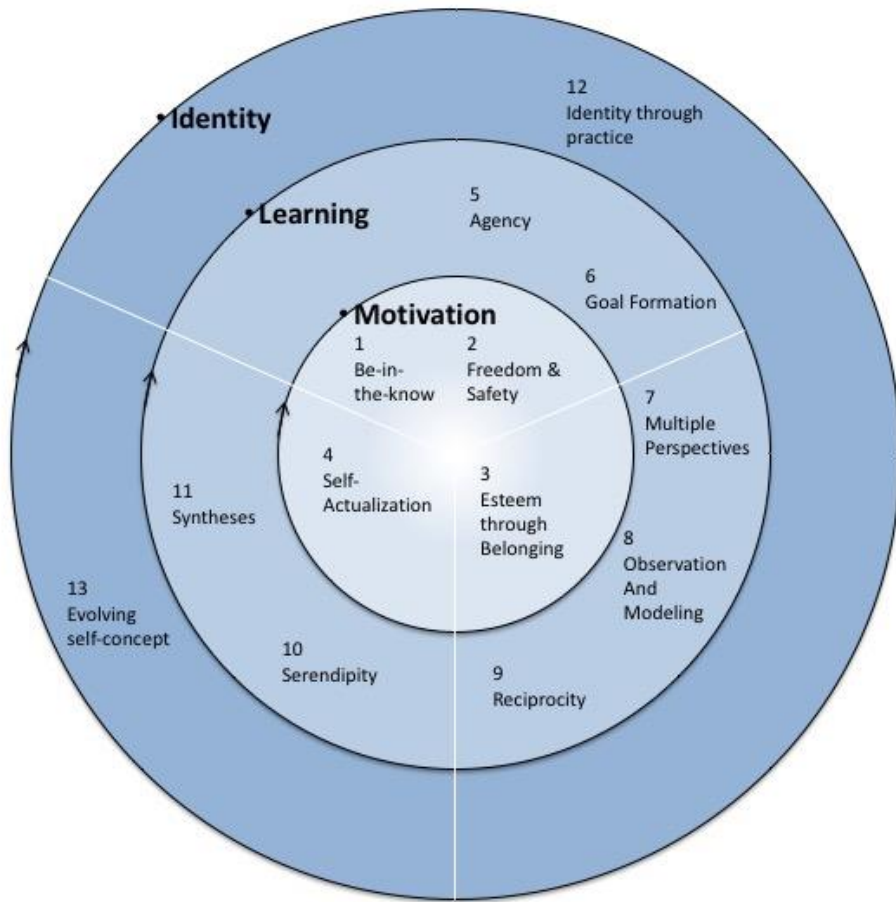 • Identity
12
Identity through
practice
• Learning
5
Agency
6
Goal Formation
• Motivation
1
Be-in-
the-know
2
Freedom &
Safety
7
Multiple
Perspectives
4
Self-
Actualization
3
Esteem
through
Belonging
11
Syntheses
8
Observation
And
Modeling
13
Evolving
self-concept
10
Serendipity
9
Reciprocity